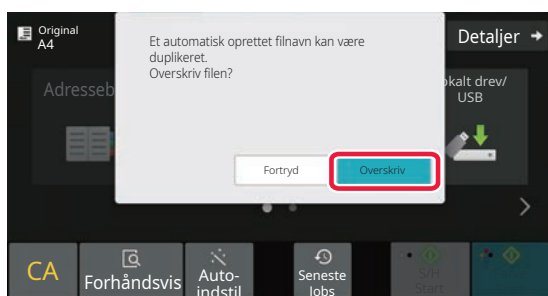 Original
A4
Et automatisk oprettet filnavn kan være
duplikeret.
Overskriv filen?
Detaljer
Adresseb
okalt drev/
USB
Fortryd
Overskriv
CA
Forhåndsvis
Auto-
indstil
Seneste
Jobs
S/H
Start